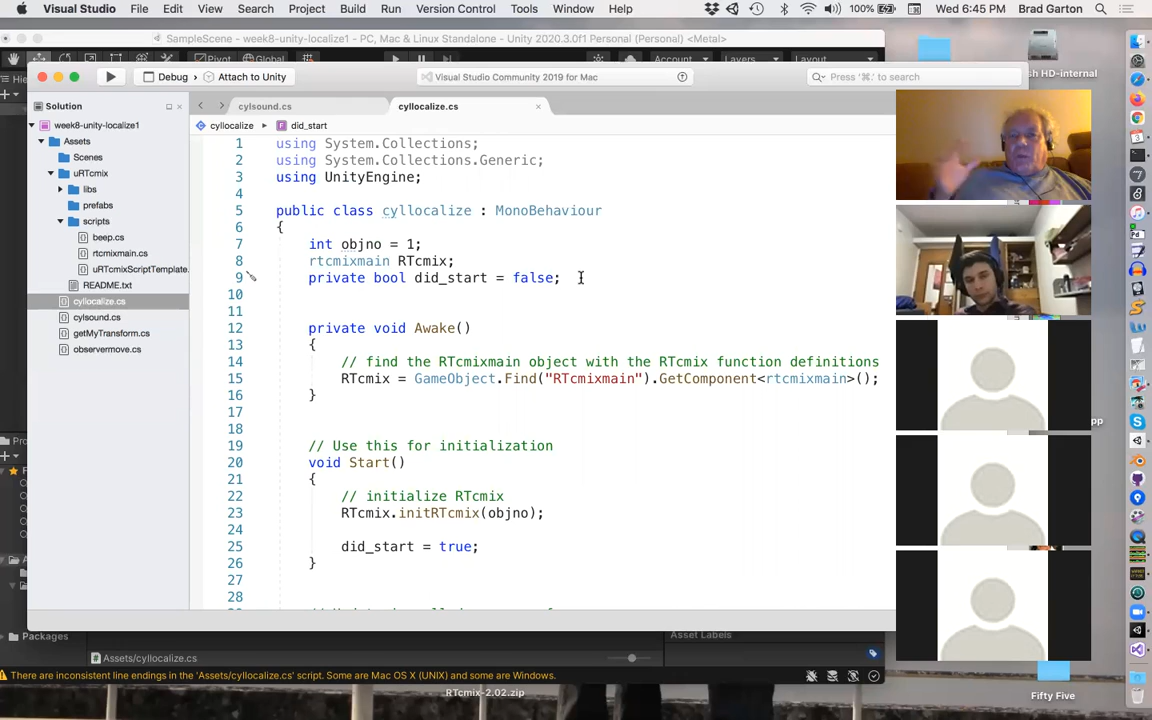 Visual Studio File Edit View Search Project Build Run Version Control Tools Window Help 100% Wed 6:45 PM Brad Garton
SampleScene - week8-unity-localize1 - PC, Mac & Linux Standalone - Unity 2020.3.0f1 Personal (Personal) <Metal>
Pivot Global Account Layers Layout
Debug Attach to Unity Visual Studio Community 2019 for Mac Press '⌘.' to search
sh HD-internal
Solution
cylsound.cs cyllocalize.cs
cyllocalize did_start
week8-unity-localize1
Assets
Scenes
uRTcmix
libs
prefabs
scripts
beep.cs
rtcmixmain.cs
uRTcmixScriptTemplate.
README.txt
cyllocalize.cs
cylsound.cs
getMyTransform.cs
observermove.cs
1 using System.Collections;
2 using System.Collections.Generic;
3 using UnityEngine;
4
5 public class cyllocalize : MonoBehaviour
6 {
7 int objno = 1;
8 rtcmixmain RTcmix;
9 private bool did_start = false;
10
11
12 private void Awake()
13 {
14 // find the RTcmixmain object with the RTcmix function definitions
15 RTcmix = GameObject.Find("RTcmixmain").GetComponent<rtcmixmain>();
16 }
17
18
19 // Use this for initialization
20 void Start()
21 {
22 // initialize RTcmix
23 RTcmix.initRTcmix(objno);
24
25 did_start = true;
26 }
27
28
pp
Packages
Asset Labels
Assets/cyllocalize.cs
There are inconsistent line endings in the 'Assets/cyllocalize.cs' script. Some are Mac OS X (UNIX) and some are Windows.
RTcmix-2.02.zip
Fifty Five